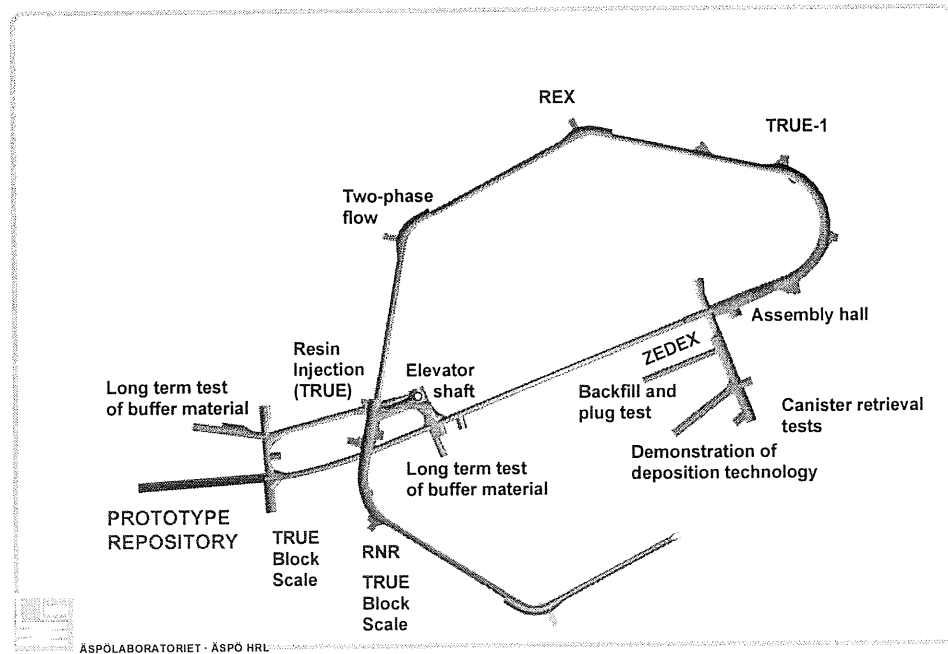 REX
TRUE-1
Two-phase
flow
Assembly hall
ZEDEX
Resin
Injection
(TRUE)
Elevator
shaft
Long term test
of buffer material
Backfill and
plug test
Canister retrieval
tests
Demonstration of
deposition technology
Long term test
of buffer material
PROTOTYPE
REPOSITORY
TRUE
Block
Scale
RNR
TRUE
Block
Scale
ÄSPÖLABORATORIET · ÄSPÖ HRL